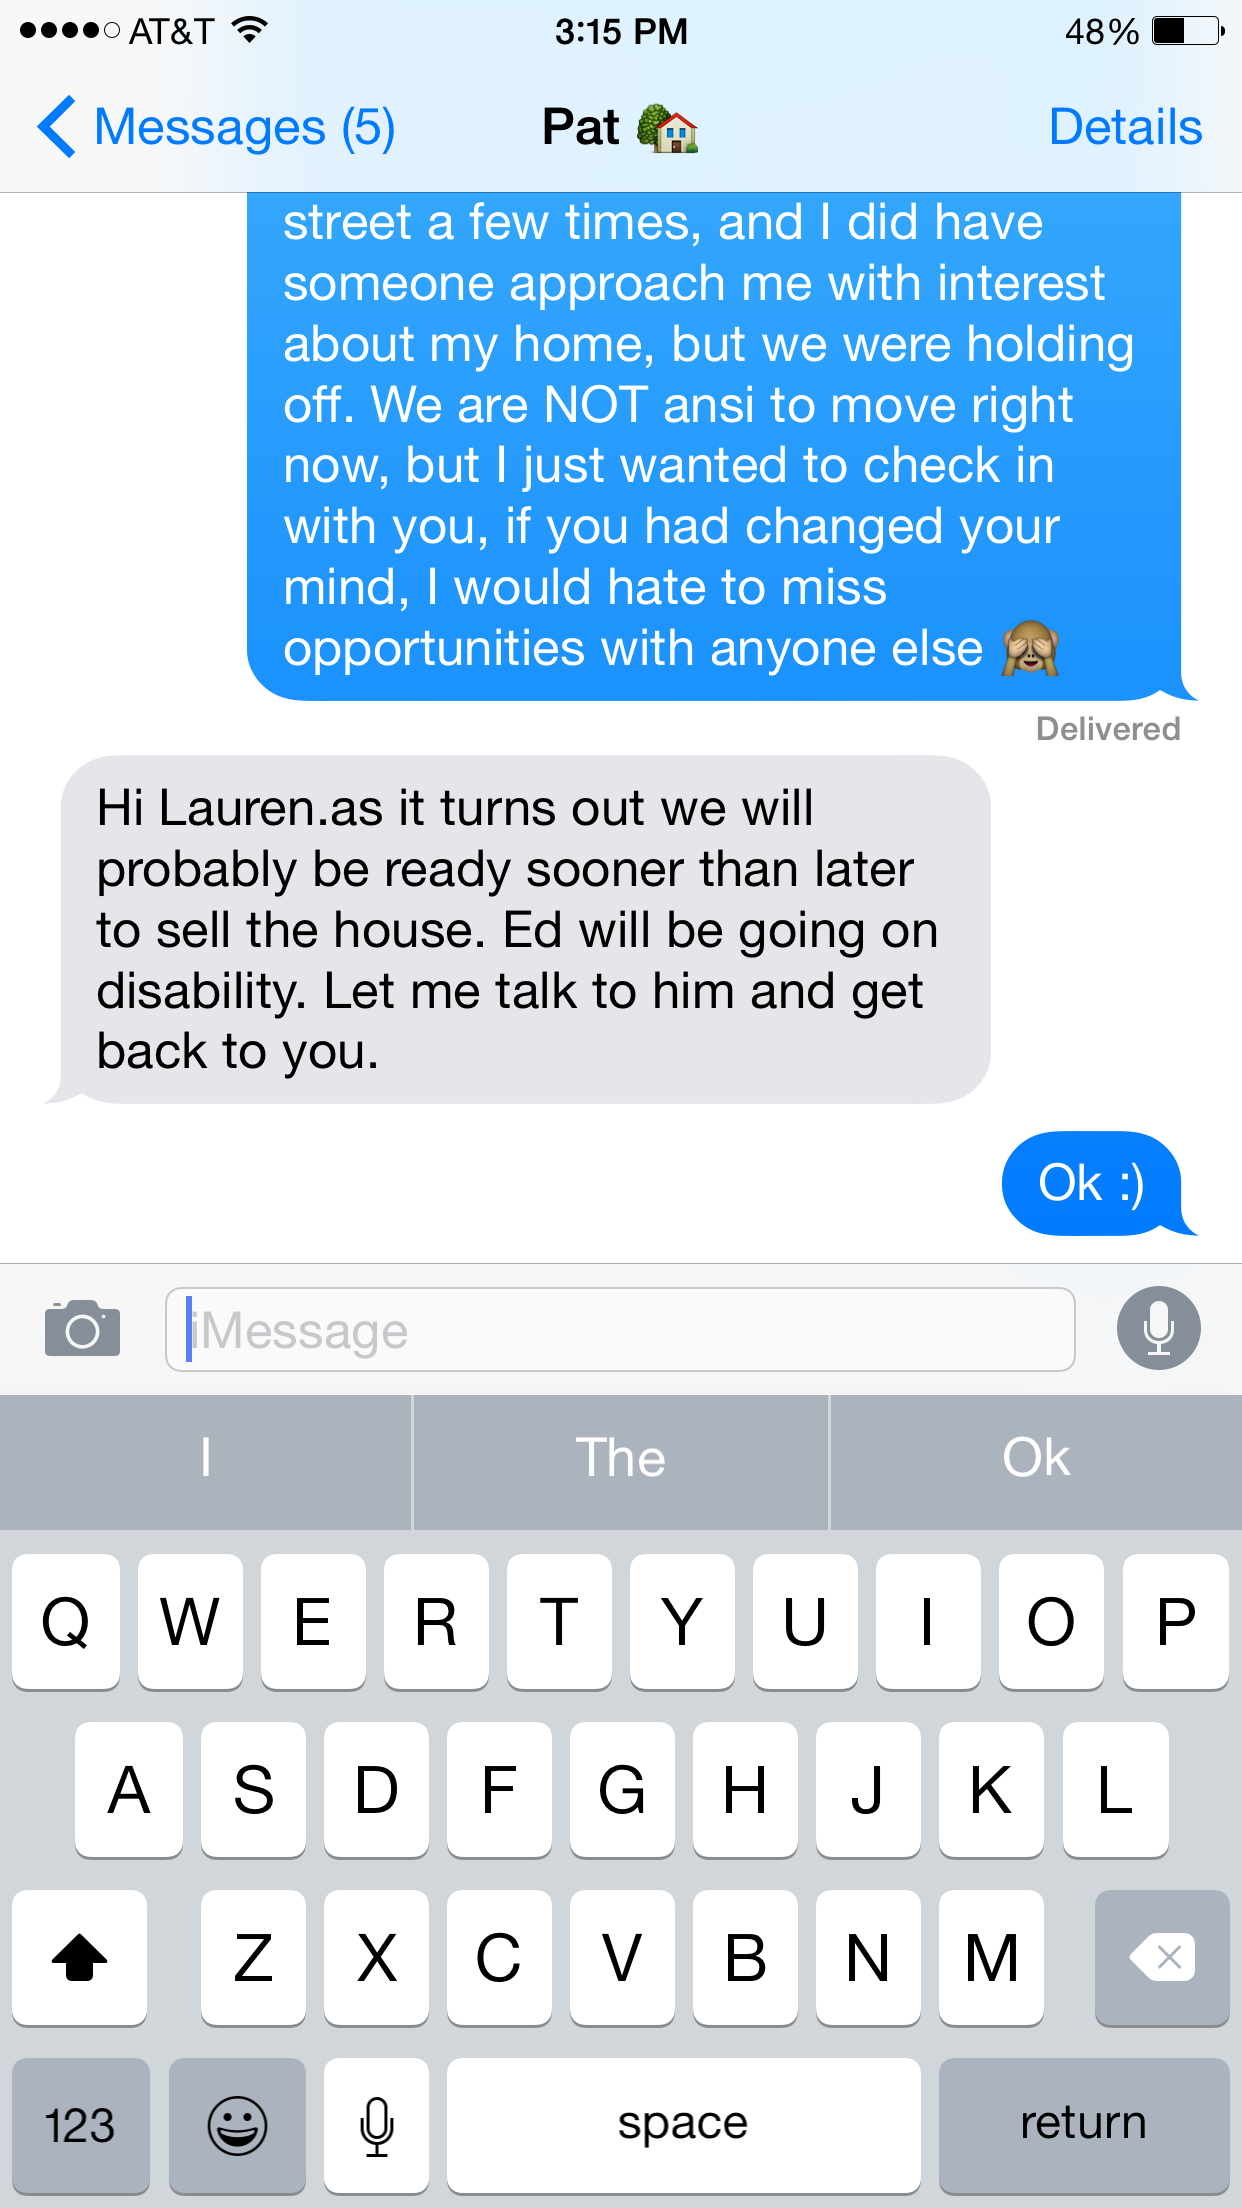 AT&T 3:15 PM 48%
Messages (5) Pat Details
street a few times, and I did have
someone approach me with interest
about my home, but we were holding
off. We are NOT ansi to move right
now, but I just wanted to check in
with you, if you had changed your
mind, I would hate to miss
opportunities with anyone else
Delivered
Hi Lauren.as it turns out we will
probably be ready sooner than later
to sell the house. Ed will be going on
disability. Let me talk to him and get
back to you.
Ok :)
iMessage
I The Ok
Q W E R T Y U I O P
A S D F G H J K L
Z X C V B N M
123 space return